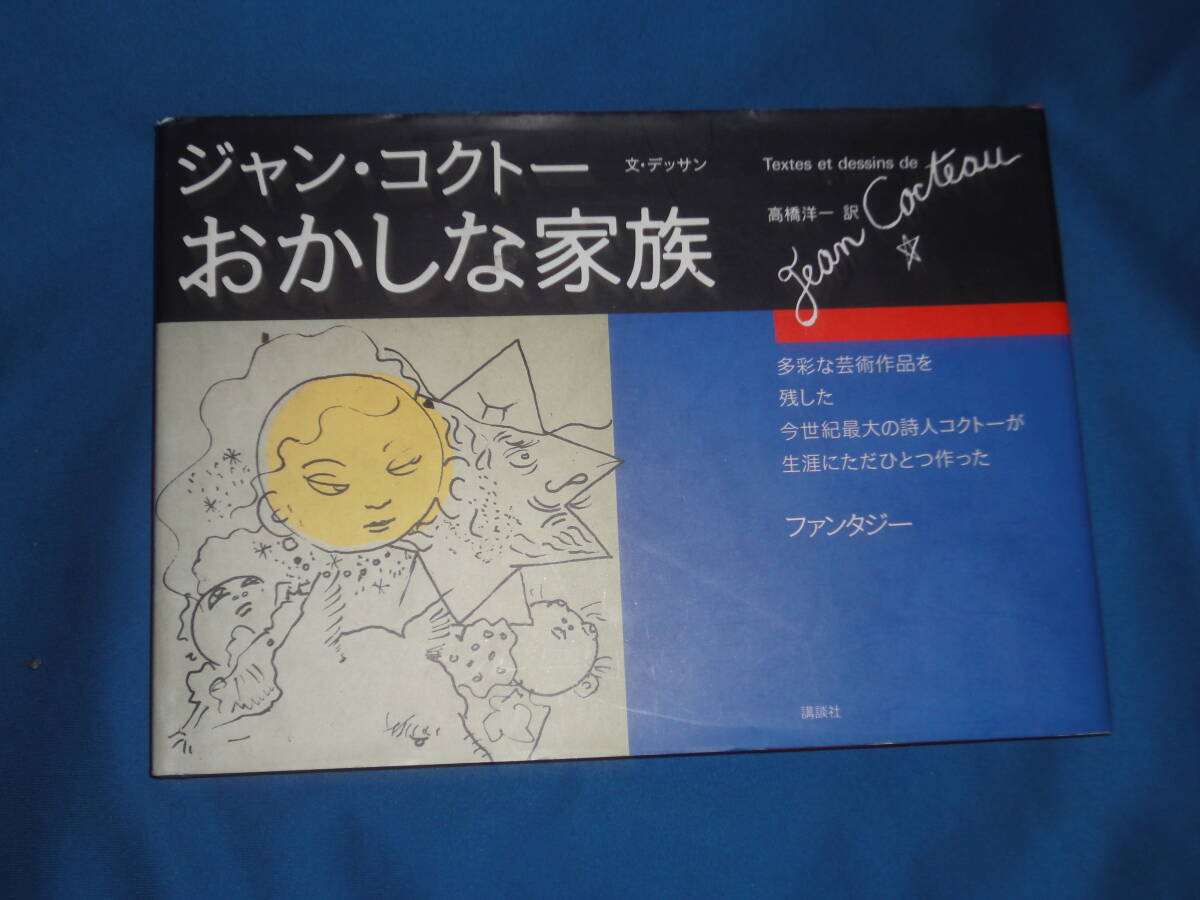 ジャン・コクトー 文・デッサン
おかしな家族
Textes et dessins de
Jean Cocteau
高橋洋一 訳
多彩な芸術作品を
残した
今世紀最大の詩人コクトーが
生涯にただひとつ作った
ファンタジー
講談社